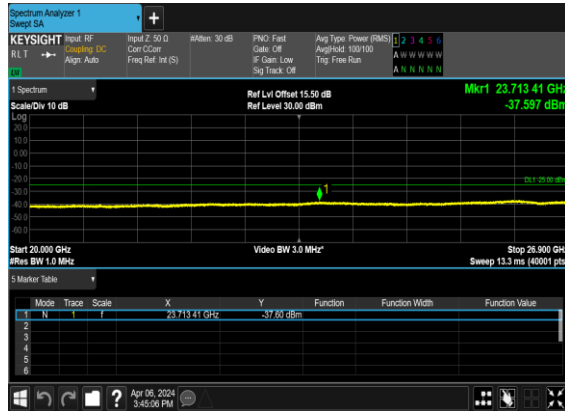 Spectrum Analyzer 1
Swept SA
+
KEYSIGHT Input: RF Input Z: 50 Ω #Atten: 30 dB PNO: Fast Avg Type: Power (RMS) 1 2 3 4 5 6
RLT Coupling: DC Corr CCorr Gate: Off Avg|Hold: 100/100 A W W W W W
Align: Auto Freq Ref: Int (S) IF Gain: Low Trig: Free Run
Sig Track: Off A N N N N N
1 Spectrum
Ref Lvl Offset 15.50 dB Mkr1 23.713 41 GHz
Scale/Div 10 dB Ref Level 30.00 dBm -37.597 dBm
Log
20.0
10.0
0.00
-10.0
-20.0 DL1 -25.00 dBm
-30.0 1
-40.0
-50.0
-60.0
Start 20.000 GHz Video BW 3.0 MHz* Stop 26.900 GHz
#Res BW 1.0 MHz Sweep 13.3 ms (40001 pts)
5 Marker Table
Mode Trace Scale X Y Function Function Width Function Value
1 N 1 f 23.713 41 GHz -37.60 dBm
2
3
4
5
6
? Apr 06, 2024
3:45:06 PM